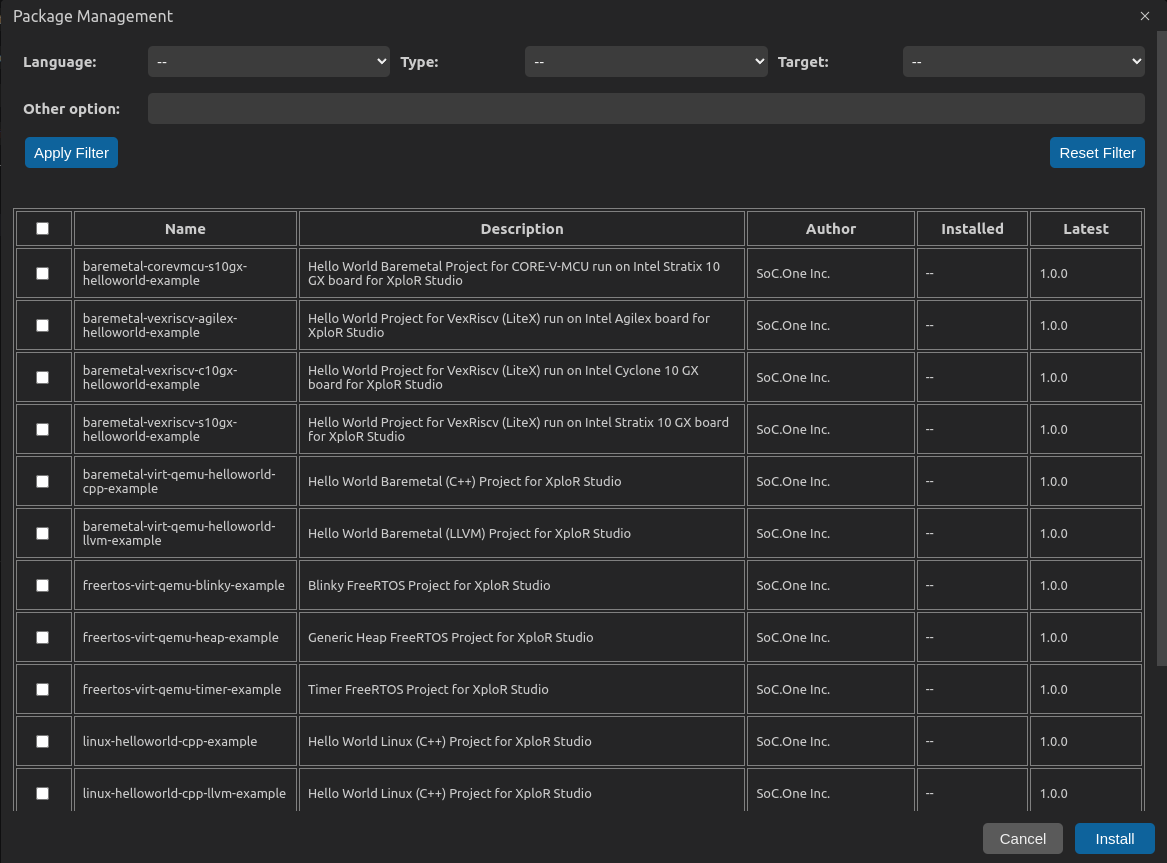 Package Management
Language: -- Type: -- Target: --
Other option:
Apply Filter Reset Filter
Name Description Author Installed Latest
baremetal-corevmcu-s10gx- Hello World Baremetal Project for CORE-V-MCU run on Intel Stratix 10
helloworld-example GX board for XploR Studio SoC.One Inc. -- 1.0.0
baremetal-vexriscv-agilex- Hello World Project for VexRiscv (LiteX) run on Intel Agilex board for
helloworld-example XploR Studio SoC.One Inc. -- 1.0.0
baremetal-vexriscv-c10gx- Hello World Project for VexRiscv (LiteX) run on Intel Cyclone 10 GX
helloworld-example board for XploR Studio SoC.One Inc. -- 1.0.0
baremetal-vexriscv-s10gx- Hello World Project for VexRiscv (LiteX) run on Intel Stratix 10 GX board
helloworld-example for XploR Studio SoC.One Inc. -- 1.0.0
baremetal-virt-qemu-helloworld-
cpp-example Hello World Baremetal (C++) Project for XploR Studio SoC.One Inc. -- 1.0.0
baremetal-virt-qemu-helloworld-
llvm-example Hello World Baremetal (LLVM) Project for XploR Studio SoC.One Inc. -- 1.0.0
freertos-virt-qemu-blinky-example Blinky FreeRTOS Project for XploR Studio SoC.One Inc. -- 1.0.0
freertos-virt-qemu-heap-example Generic Heap FreeRTOS Project for XploR Studio SoC.One Inc. -- 1.0.0
freertos-virt-qemu-timer-example Timer FreeRTOS Project for XploR Studio SoC.One Inc. -- 1.0.0
linux-helloworld-cpp-example Hello World Linux (C++) Project for XploR Studio SoC.One Inc. -- 1.0.0
linux-helloworld-cpp-llvm-example Hello World Linux (C++) Project for XploR Studio SoC.One Inc. -- 1.0.0
Cancel Install